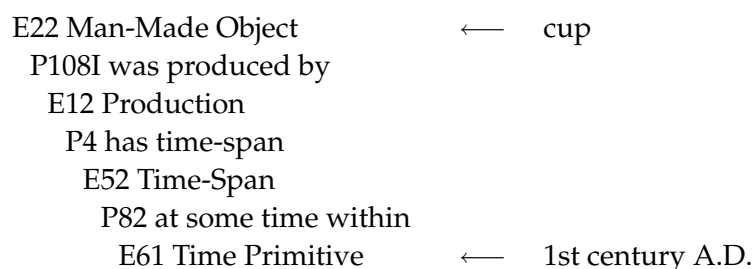 E22 Man-Made Object ⟵ cup
P108I was produced by
E12 Production
P4 has time-span
E52 Time-Span
P82 at some time within
E61 Time Primitive ⟵ 1st century A.D.